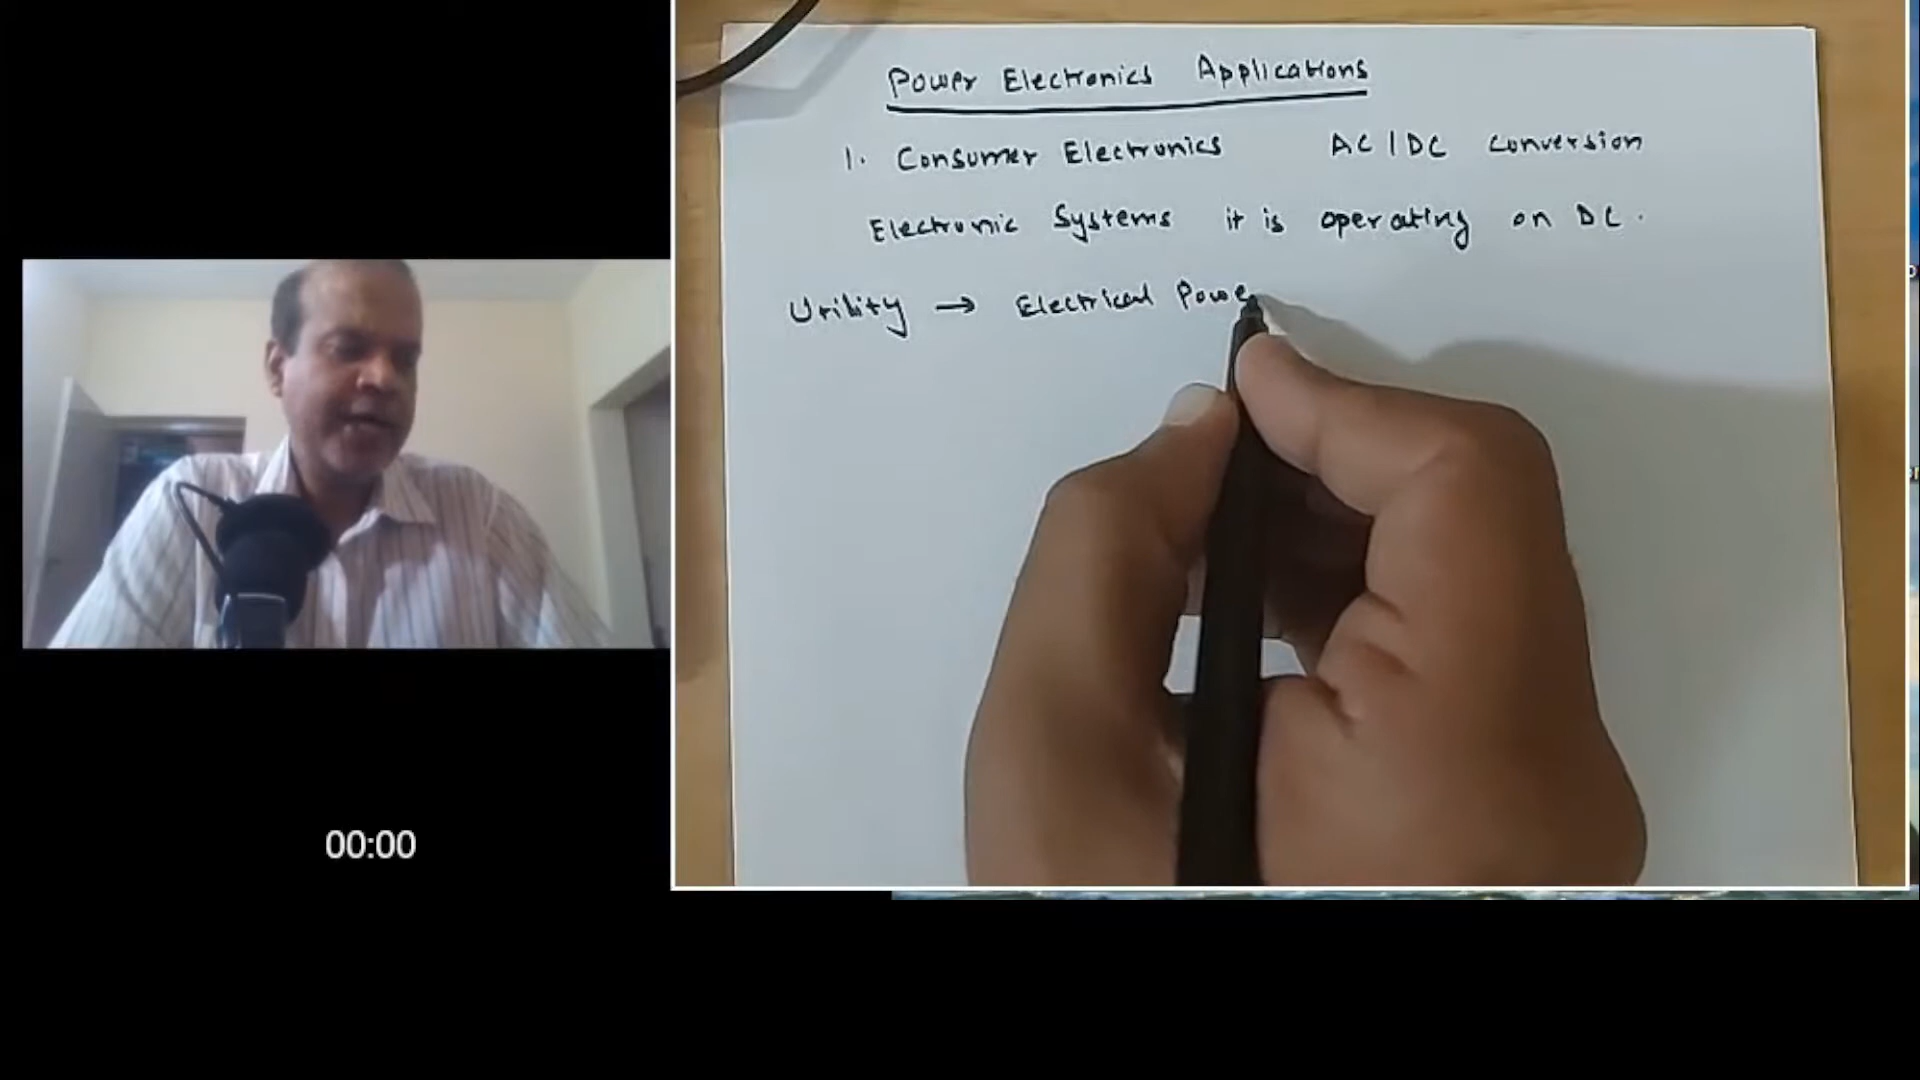 Power Electronics Applications
1. Consumer Electronics AC/DC conversion
Electronic Systems it is operating on DC.
Utility → Electrical Powe
00:00